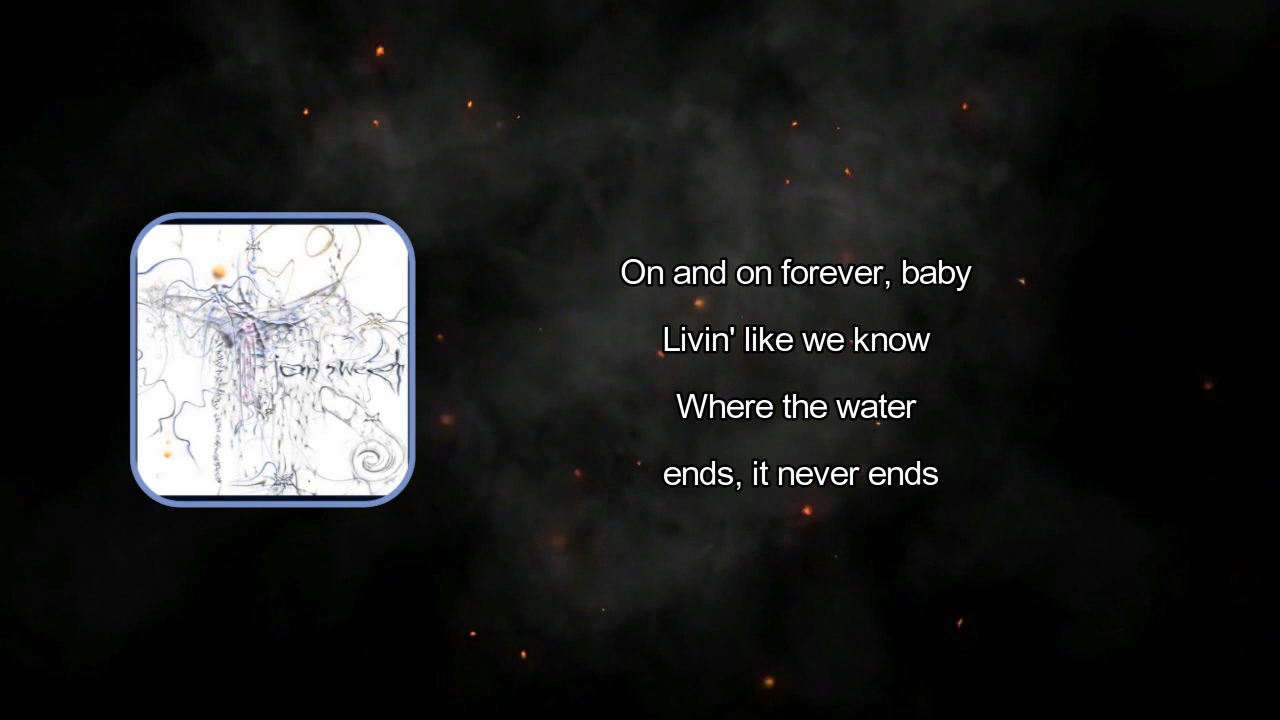 On and on forever, baby
Livin' like we know
Where the water
ends, it never ends